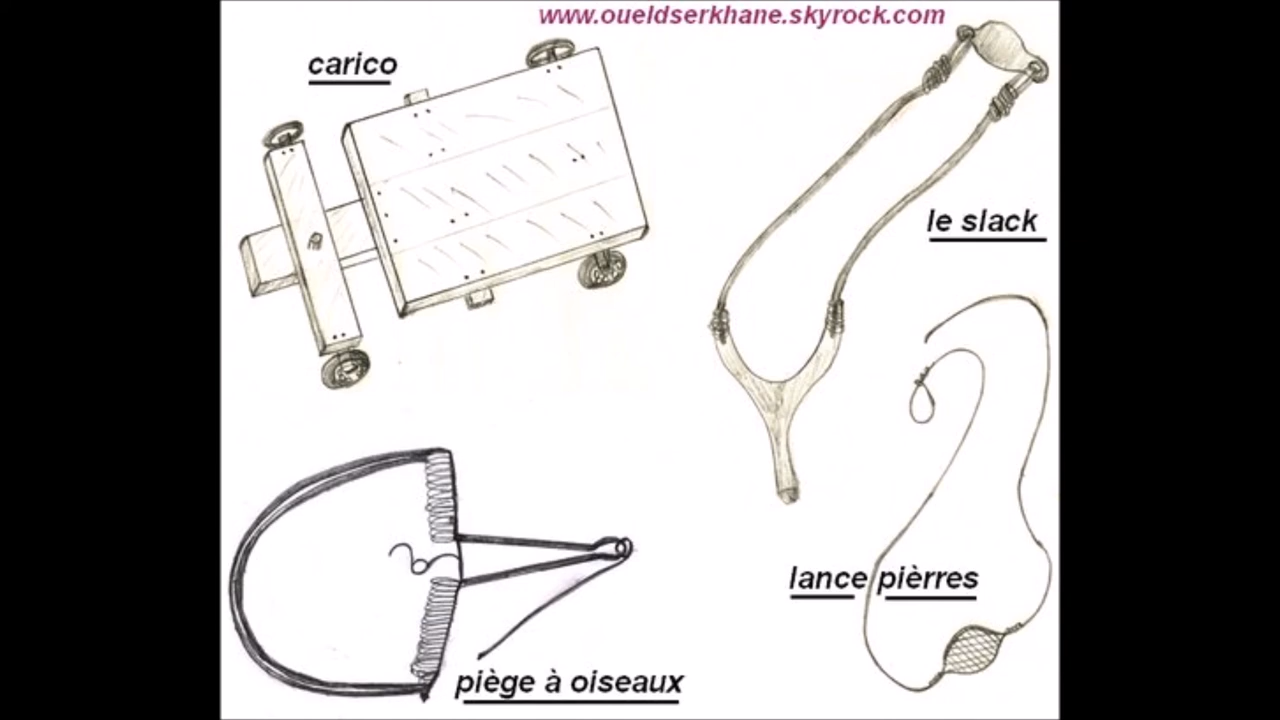 www.oueldserkhane.skyrock.com
carico
le slack
lance pièrres
piège à oiseaux